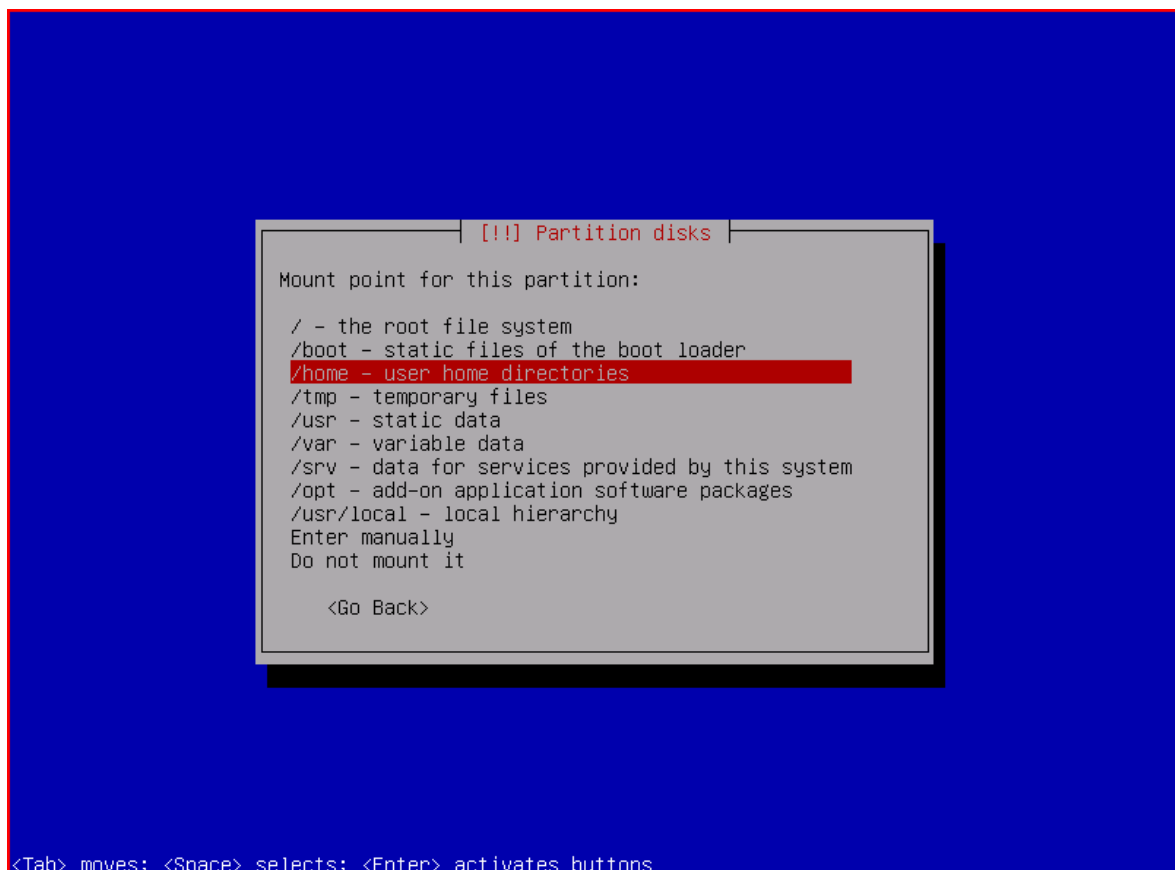 [!!] Partition disks
Mount point for this partition:
/ – the root file system
/boot – static files of the boot loader
/home – user home directories
/tmp – temporary files
/usr – static data
/var – variable data
/srv – data for services provided by this system
/opt – add-on application software packages
/usr/local – local hierarchy
Enter manually
Do not mount it
<Go Back>
<Tab> moves; <Space> selects; <Enter> activates buttons